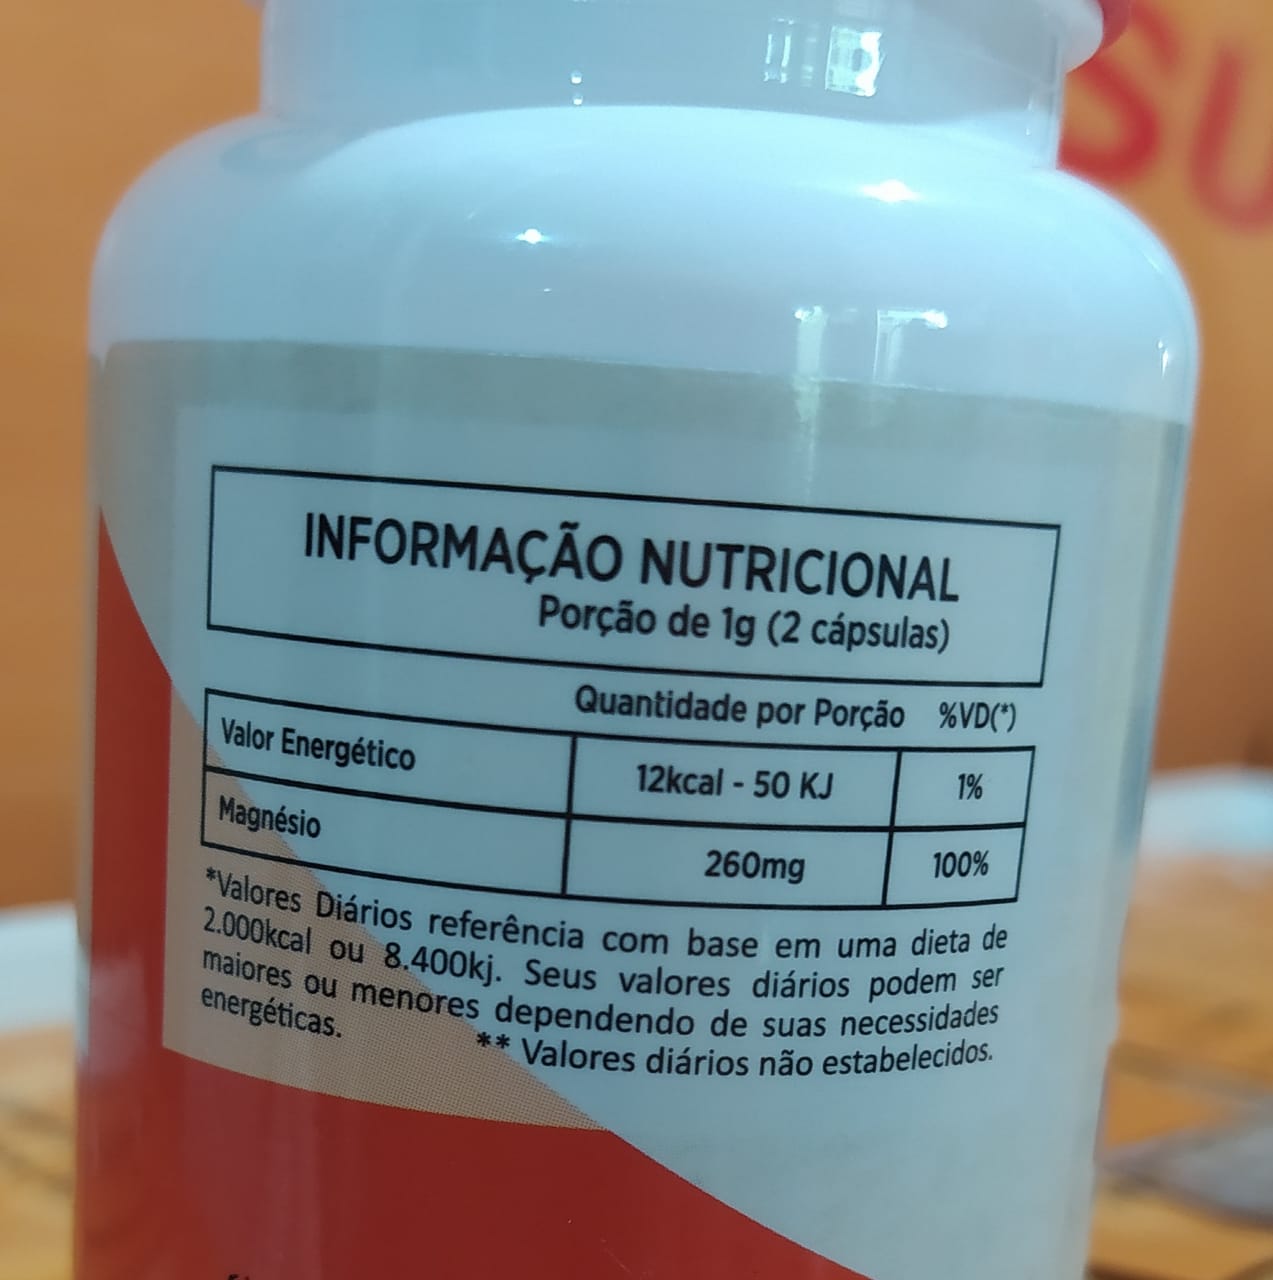 SU
INFORMAÇÃO NUTRICIONAL
Porção de 1g (2 cápsulas)
Quantidade por Porção %VD(*)
Valor Energético 12kcal - 50 KJ 1%
Magnésio 260mg 100%
*Valores Diários referência com base em uma dieta de
2.000kcal ou 8.400kj. Seus valores diários podem ser
maiores ou menores dependendo de suas necessidades
energéticas.
** Valores diários não estabelecidos.